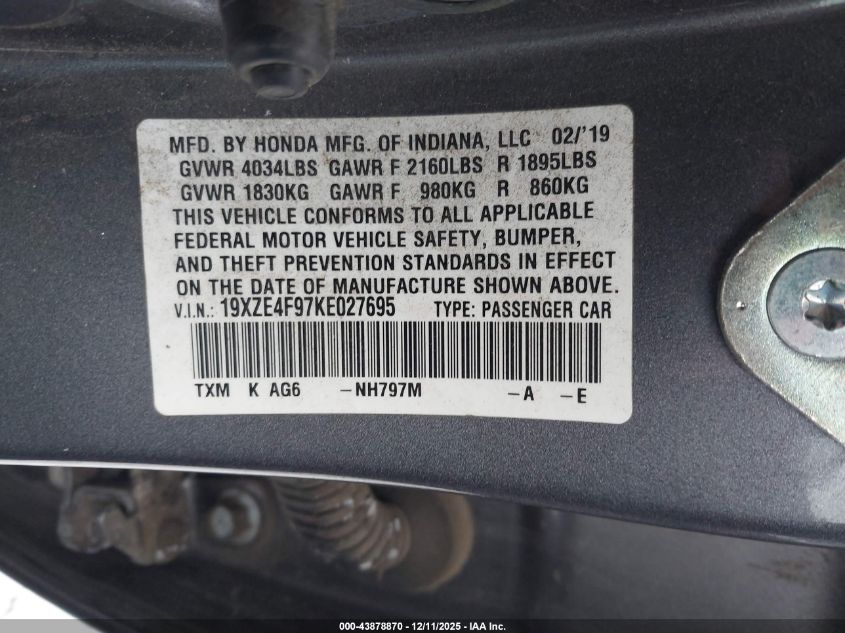 MFD. BY HONDA MFG. OF INDIANA, LLC 02/'19
GVWR 4034LBS GAWR F 2160LBS R 1895LBS
GVWR 1830KG GAWR F 980KG R 860KG
THIS VEHICLE CONFORMS TO ALL APPLICABLE
FEDERAL MOTOR VEHICLE SAFETY, BUMPER,
AND THEFT PREVENTION STANDARDS IN EFFECT
ON THE DATE OF MANUFACTURE SHOWN ABOVE.
V.I.N.: 19XZE4F97KE027695 TYPE: PASSENGER CAR
TXM K AG6 -NH797M -A -E
000-43878870 - 12/11/2025 - IAA Inc.